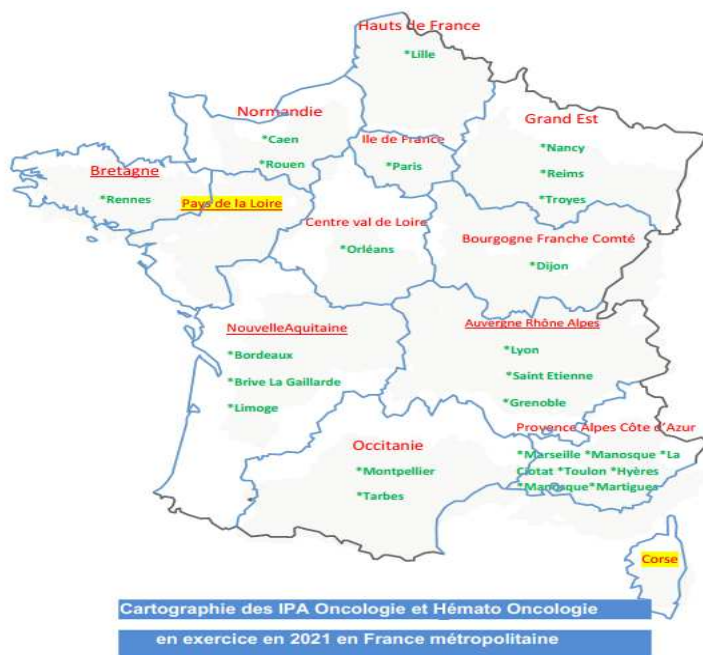 Hauts de France
*Lille
Normandie
*Caen
*Rouen
Ile de France
*Paris
Grand Est
*Nancy
*Reims
*Troyes
Bretagne
*Rennes
Pays de la Loire
Centre val de Loire
*Orléans
Bourgogne Franche Comté
*Dijon
NouvelleAquitaine
*Bordeaux
*Brive La Gaillarde
*Limoge
Auvergne Rhône Alpes
*Lyon
*Saint Etienne
*Grenoble
Provence Alpes Côte d'Azur
*Marseille *Manosque *La
Ciotat *Toulon *Hyères
*Manosque*Martigues
Occitanie
*Montpellier
*Tarbes
Corse
Cartographie des IPA Oncologie et Hémato Oncologie
en exercice en 2021 en France métropolitaine